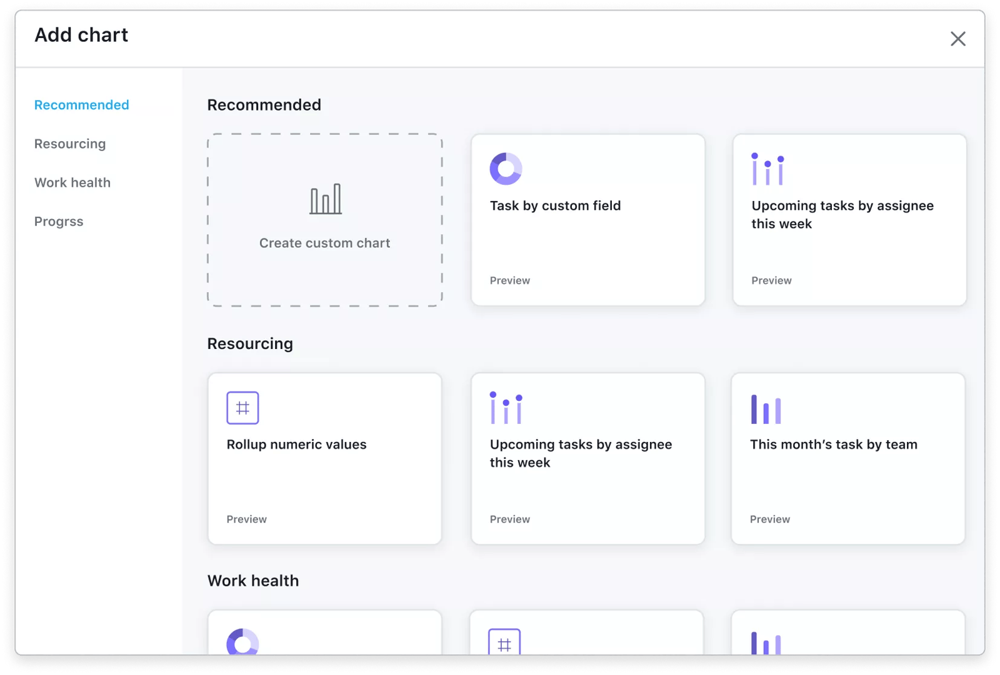 Add chart
Recommended
Resourcing
Work health
Progrss
Recommended
Create custom chart
Task by custom field
Preview
Upcoming tasks by assignee
this week
Preview
Resourcing
Rollup numeric values
Preview
Upcoming tasks by assignee
this week
Preview
This month’s task by team
Preview
Work health